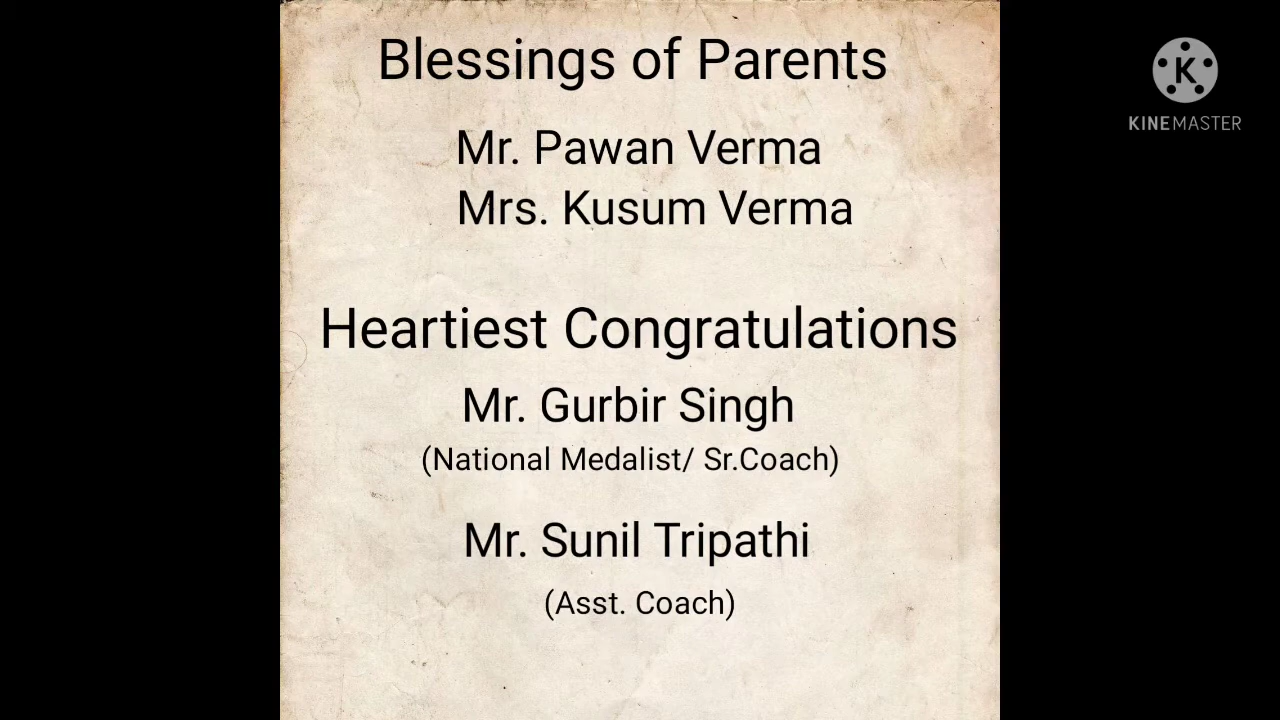 Blessings of Parents
Mr. Pawan Verma
Mrs. Kusum Verma
Heartiest Congratulations
Mr. Gurbir Singh
(National Medalist/ Sr.Coach)
Mr. Sunil Tripathi
(Asst. Coach)
K
KINEMASTER